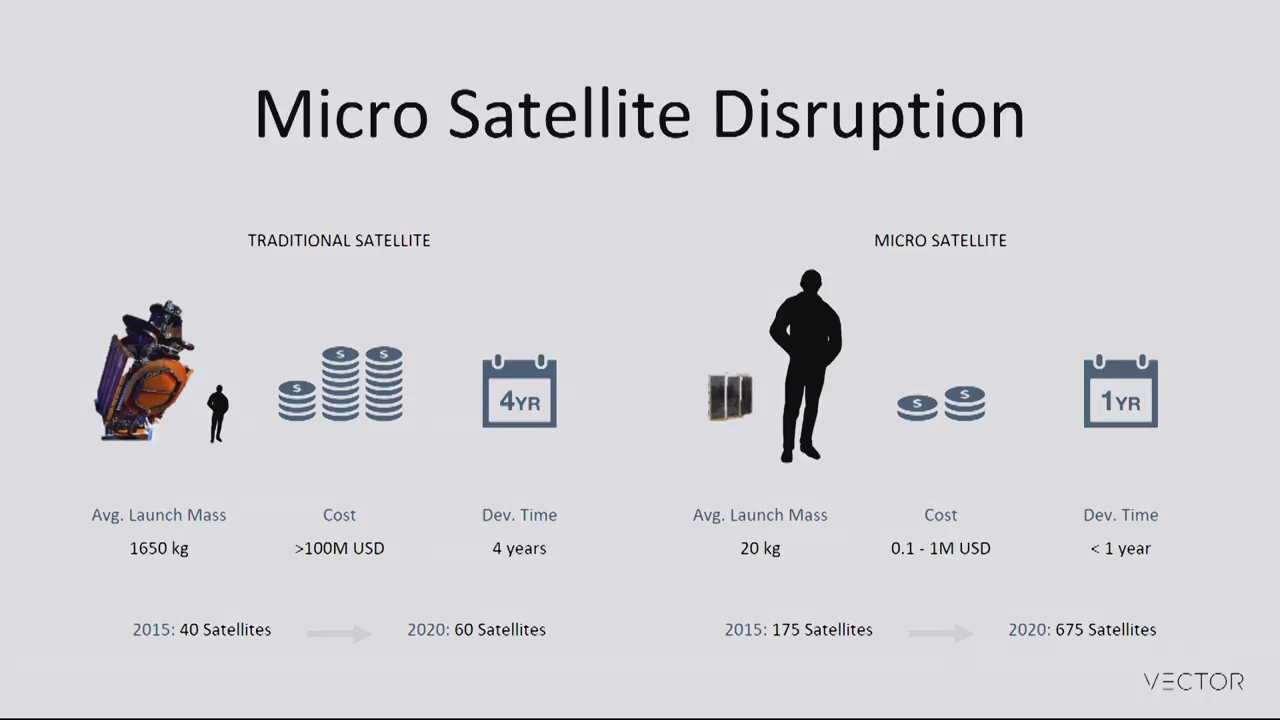 Micro Satellite Disruption
TRADITIONAL SATELLITE
$ $ $
4YR
Avg. Launch Mass Cost Dev. Time
1650 kg >100M USD 4 years
2015: 40 Satellites 2020: 60 Satellites
MICRO SATELLITE
$ $
1YR
Avg. Launch Mass Cost Dev. Time
20 kg 0.1 - 1M USD < 1 year
2015: 175 Satellites 2020: 675 Satellites
VECTOR